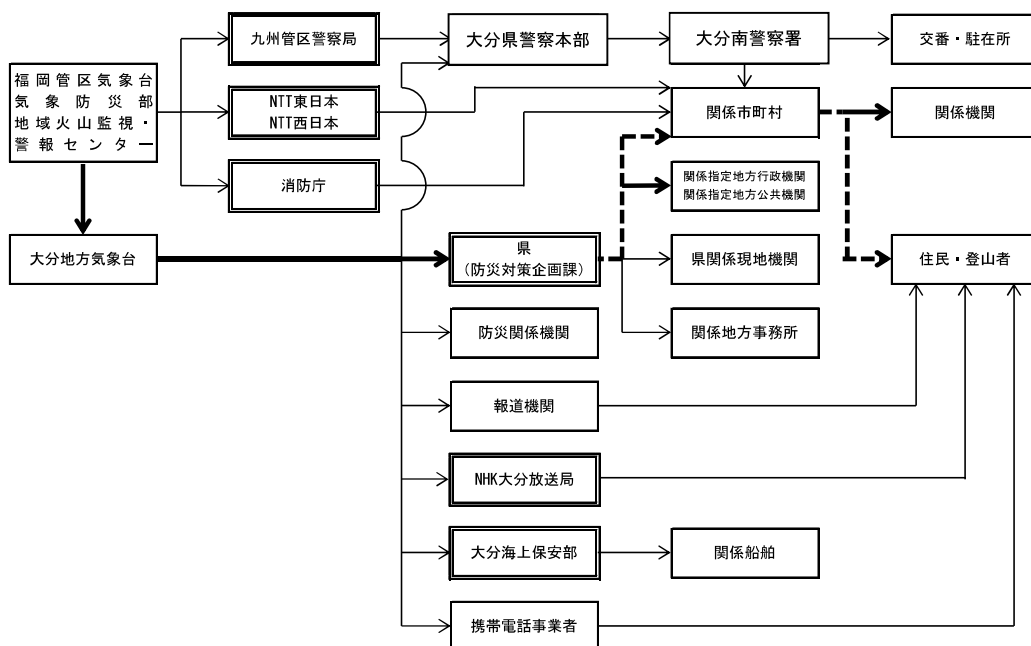 九州管区警察局
大分県警察本部
大分南警察署
交番・駐在所
福岡管区気象台
気象防災部
地域火山監視・
警報センター
NTT東日本
NTT西日本
関係市町村
関係機関
消防庁
関係指定地方行政機関
関係指定地方公共機関
大分地方気象台
県
(防災対策企画課)
県関係現地機関
住民・登山者
防災関係機関
関係地方事務所
報道機関
NHK大分放送局
大分海上保安部
関係船舶
携帯電話事業者